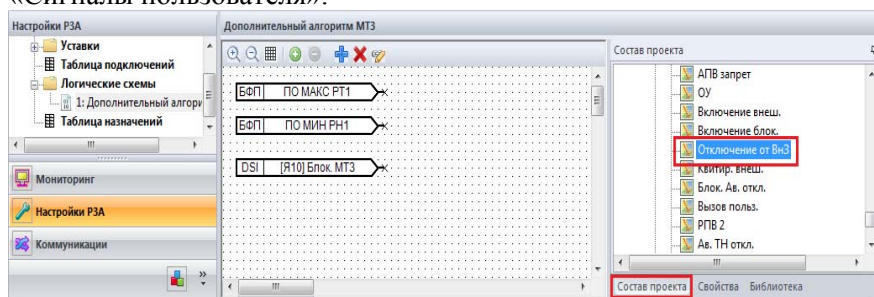 «Сигналы пользователя».
Настройки РЗА
Дополнительный алгоритм МТЗ
Уставки
Таблица подключений
Логические схемы
1: Дополнительный алгори
Таблица назначений
Мониторинг
Настройки РЗА
Коммуникации
БФП ПО МАКС РТ1
БФП ПО МИН РН1
DSI [Я10] Блок. МТЗ
Состав проекта
АПВ запрет
ОУ
Включение внеш.
Включение блок.
Отключение от ВнЗ
Квитир. внеш.
Блок. Ав. откл.
Вызов польз.
РПВ 2
Ав. ТН откл.
Состав проекта Свойства Библиотека